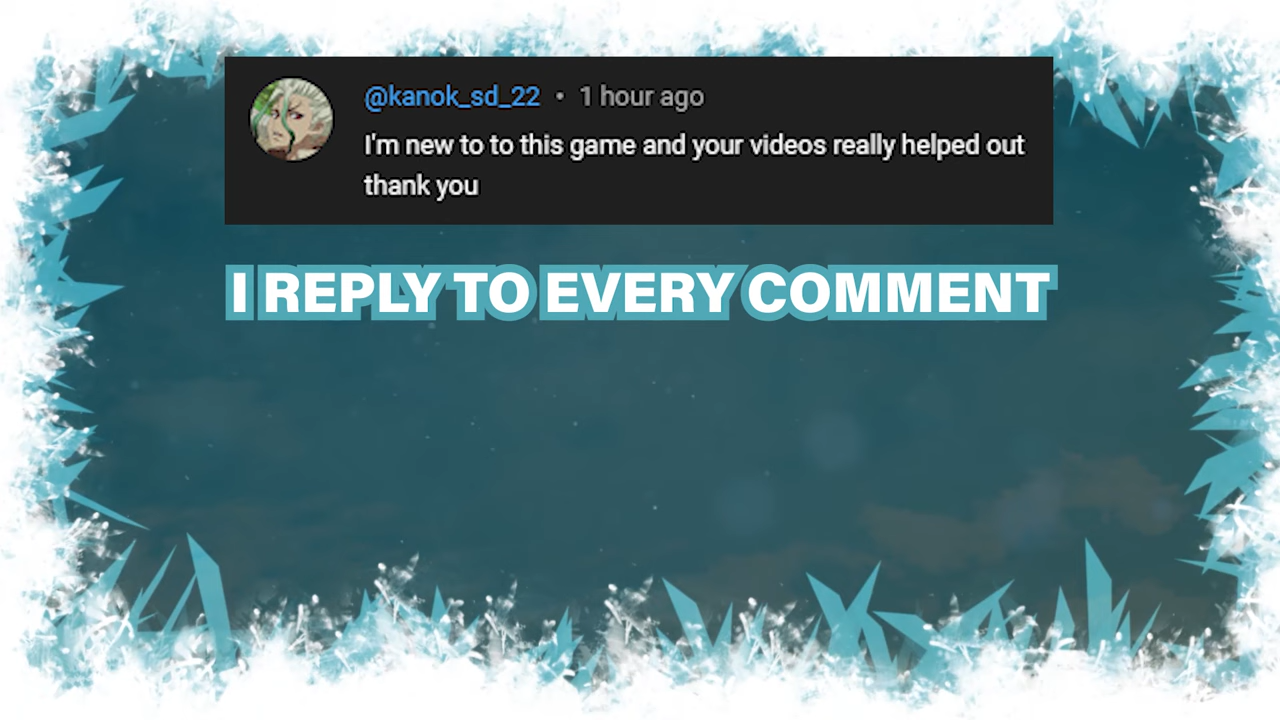 @kanok_sd_22 • 1 hour ago
I'm new to to this game and your videos really helped out
thank you
I REPLY TO EVERY COMMENT